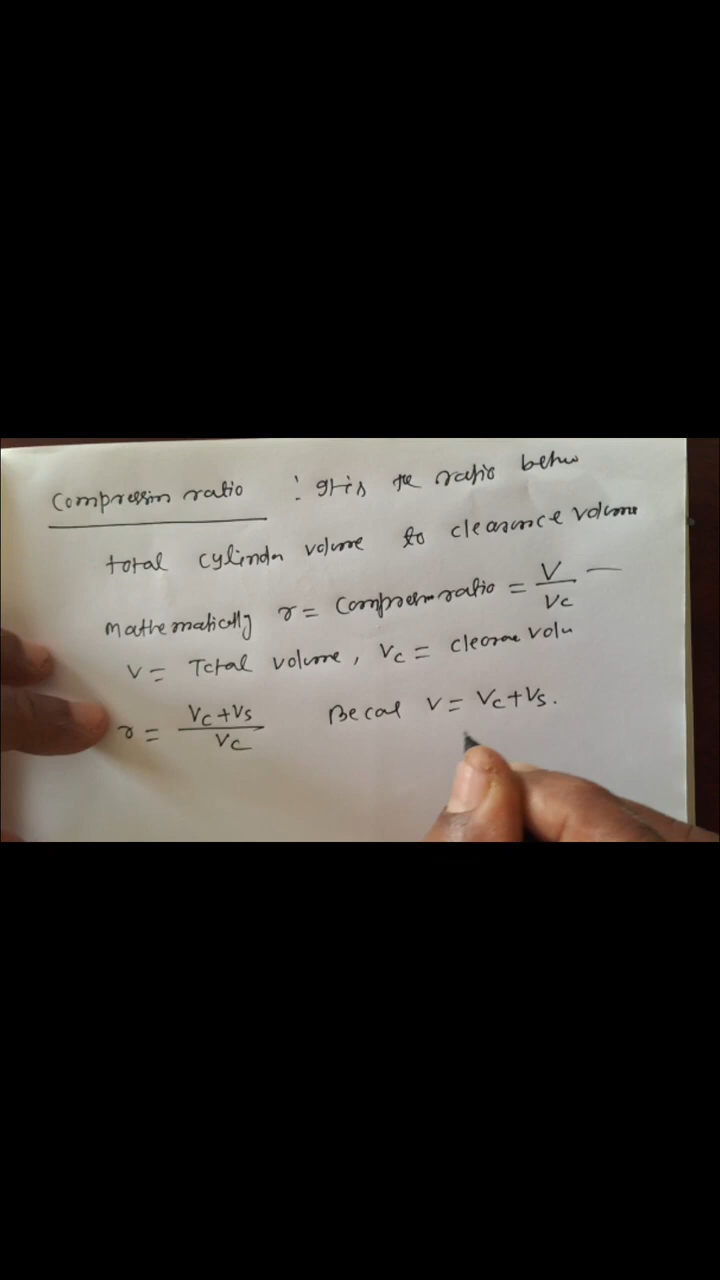 Compression ratio : It is the ratio betw
total cylinder volume to clearance volume
Mathematically r = Compression ratio = V/Vc
V = Total volume, Vc = clearance volu
r = Vc+Vs/Vc Becau V = Vc+Vs.